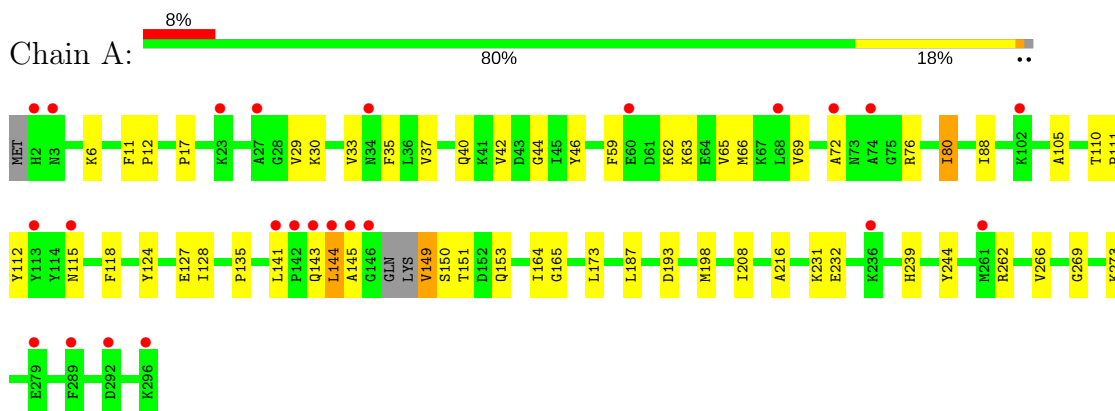 8%
Chain A:
80% 18% ••
MET H2 N3 K6 F11 P12 P17 K23 A27 G28 V29 K30 V33 N34 F35 L36 V37 Q40 K41 V42 D43 G44 I45 Y46 F59 E60 D61 K62 K63 E64 V65 M66 K67 L68 V69 A72 N73 A74 G75 R76 I80 I88 K102 A105 T110 R111
Y112 Y113 Y114 N115 F118 Y124 E127 I128 P135 L141 P142 Q143 L144 A145 G146 GLN LYS V149 S150 T151 D152 Q153 I164 G165 L173 L187 D193 M198 I208 A216 K231 E232 K236 H239 Y244 M261 R262 V266 G269 K273
E279 F289 D292 K296